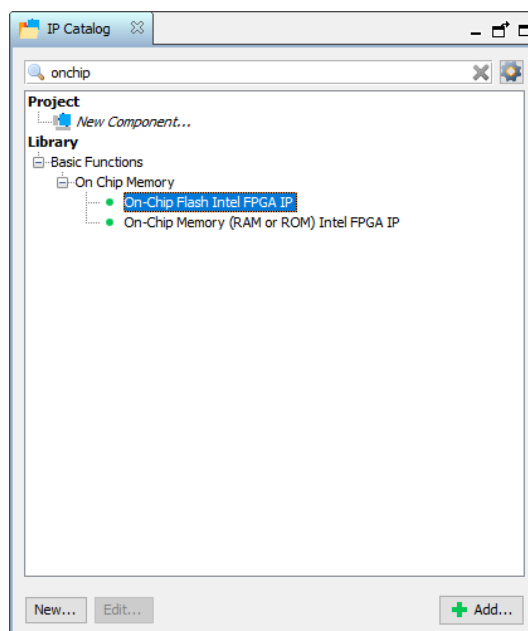 IP Catalog
onchip
Project
New Component...
Library
Basic Functions
On Chip Memory
On-Chip Flash Intel FPGA IP
On-Chip Memory (RAM or ROM) Intel FPGA IP
New... Edit... Add...